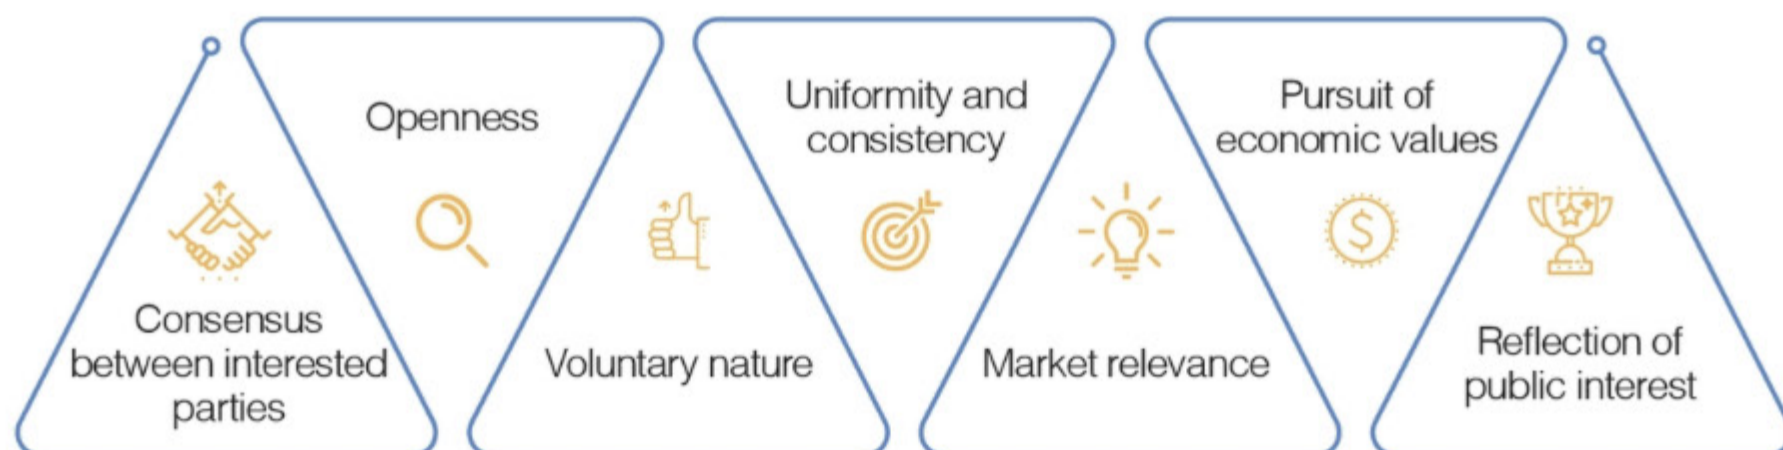 Consensus
between interested
parties
Openness
Voluntary nature
Uniformity and
consistency
Market relevance
Pursuit of
economic values
$
Reflection of
public interest